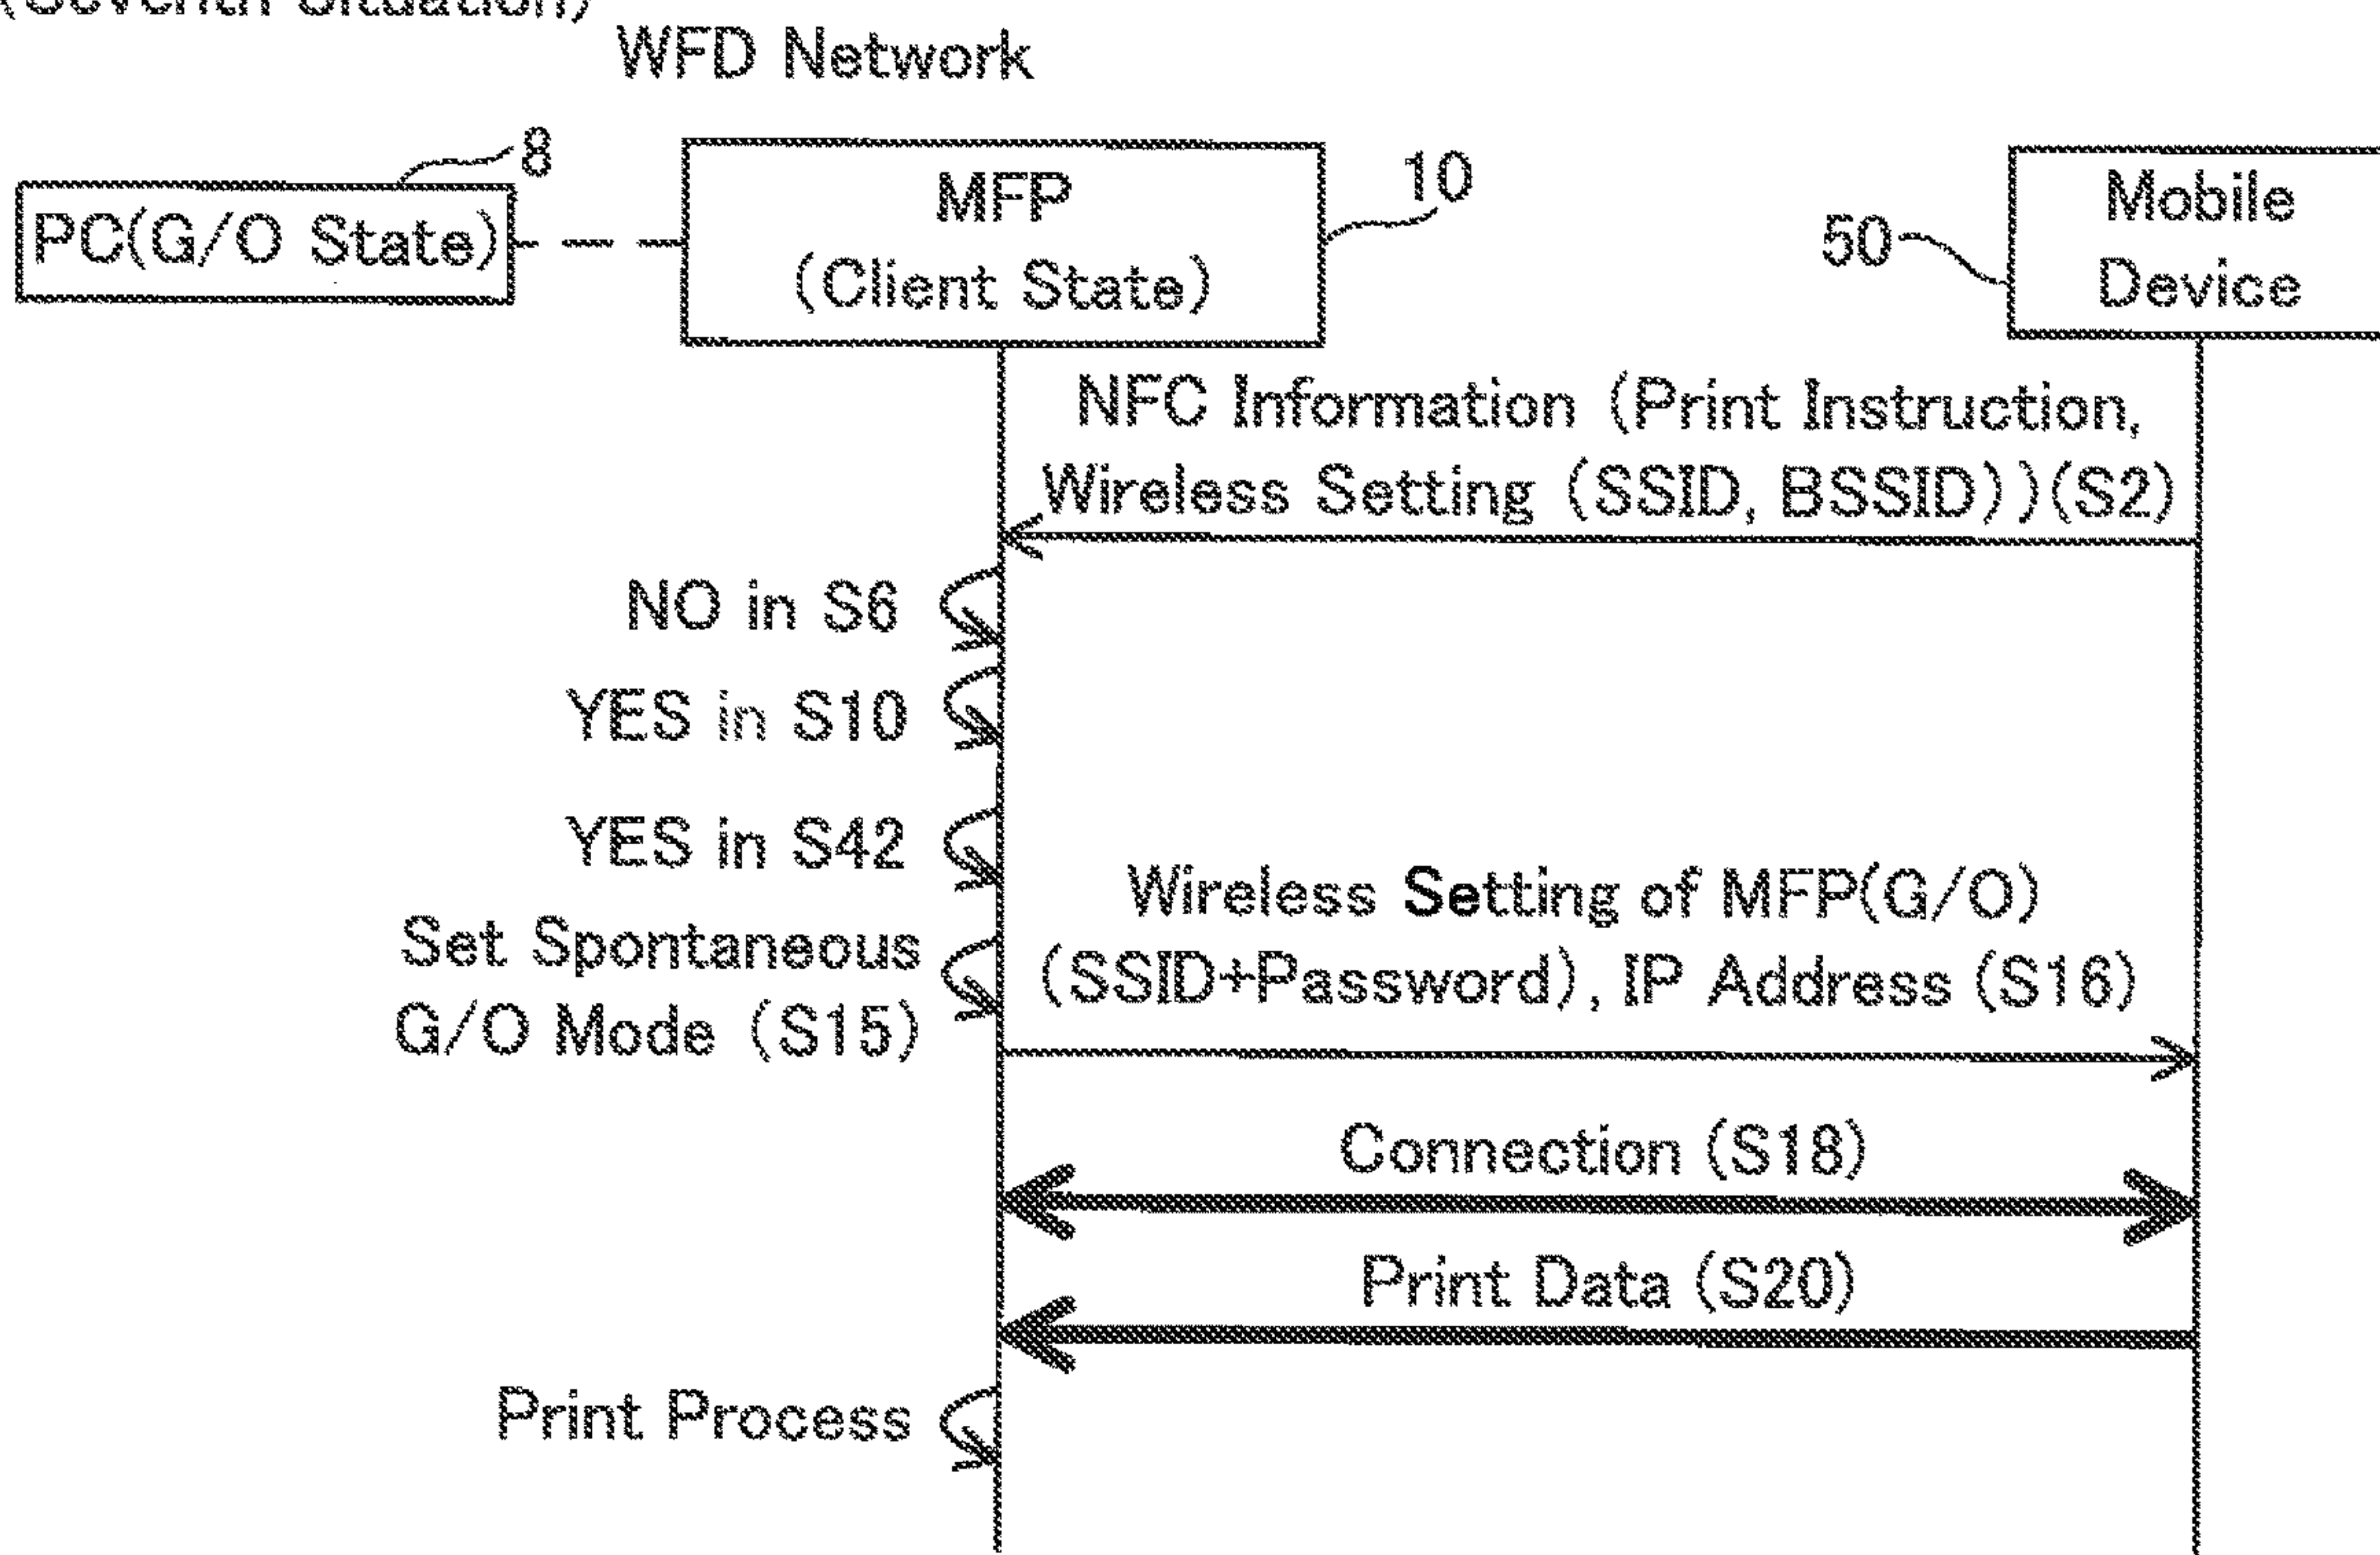 (Seventh Situation)
WFD Network
8
PC(G/O State)
MFP
(Client State)
10
50
Mobile
Device
NFC Information (Print Instruction,
Wireless Setting (SSID, BSSID))(S2)
NO in S6
YES in S10
YES in S42
Set Spontaneous
G/O Mode (S15)
Wireless Setting of MFP(G/O)
(SSID+Password), IP Address (S16)
Connection (S18)
Print Data (S20)
Print Process